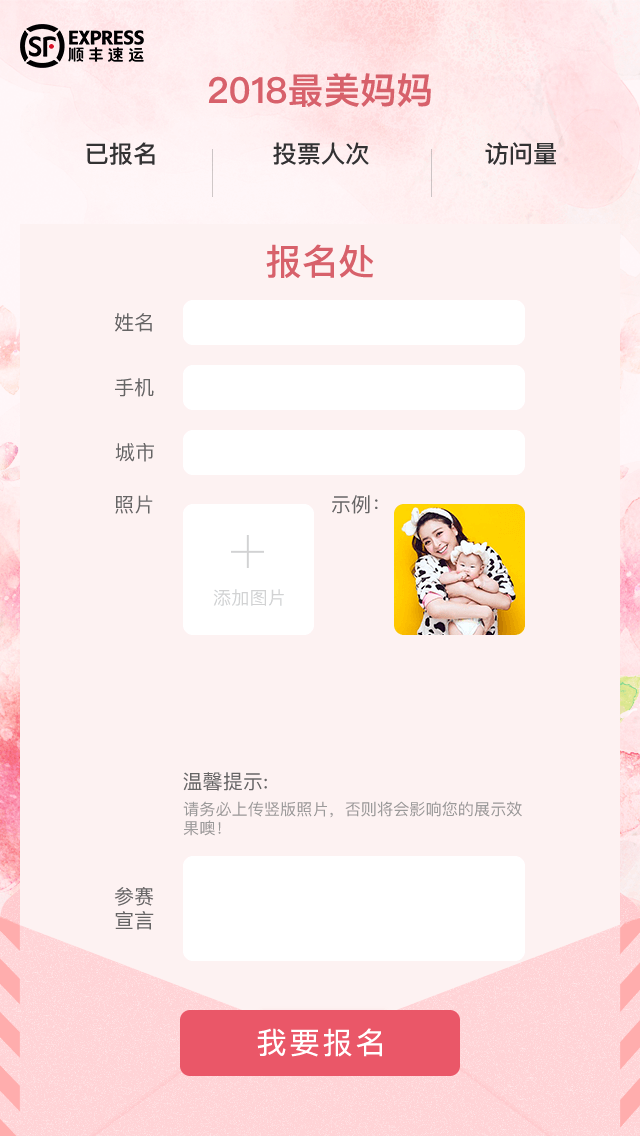 SF EXPRESS
顺丰速运
2018最美妈妈
已报名 投票人次 访问量
报名处
姓名
手机
城市
照片
示例：
添加图片
温馨提示:
请务必上传竖版照片，否则将会影响您的展示效
果噢！
参赛
宣言
我要报名